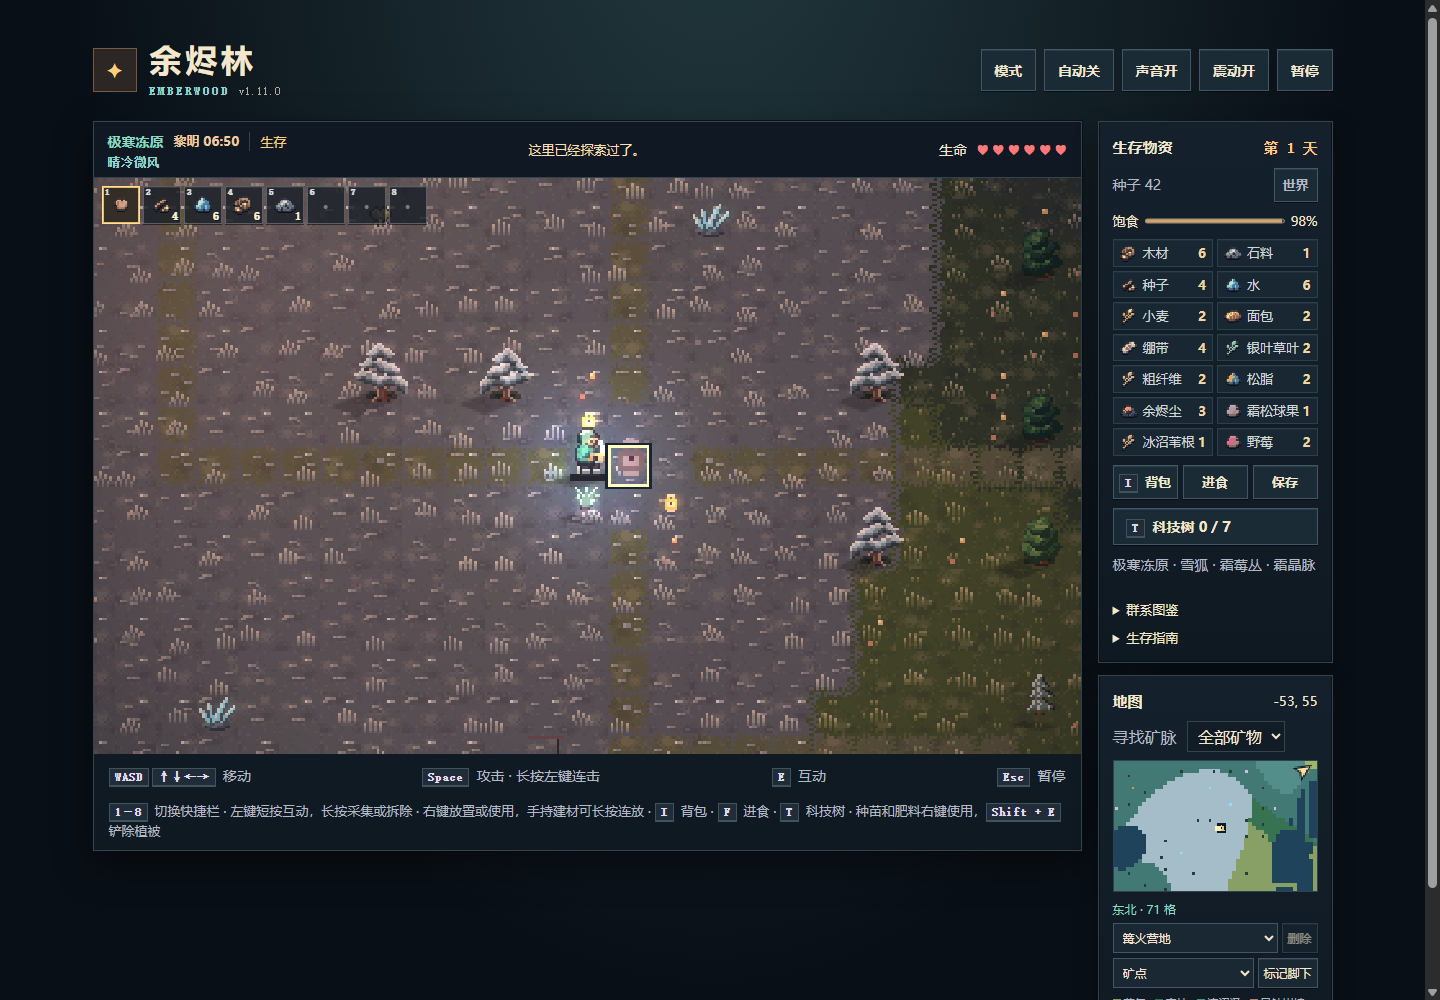 余烬林
EMBERWOOD v1.11.0
模式 自动关 声音开 震动开 暂停
极寒冻原 黎明 06:50 生存
晴冷微风
这里已经探索过了。
生命
1 2 3 4 5 6 7 8
4 6 6 1
生存物资 第 1 天
种子 42 世界
饱食 98%
木材 6 石料 1
种子 4 水 6
小麦 2 面包 2
绷带 4 银叶草叶 2
粗纤维 2 松脂 2
余烬尘 3 霜松球果 1
冰沼苇根 1 野莓 2
I 背包 进食 保存
T 科技树 0 / 7
极寒冻原 · 雪狐 · 霜莓丛 · 霜晶脉
▶ 群系图鉴
▶ 生存指南
地图 -53, 55
寻找矿脉 全部矿物
东北 · 71 格
篝火营地 删除
矿点 标记脚下
WASD ↑↓←→ 移动 Space 攻击 · 长按左键连击 E 互动 Esc 暂停
1-8 切换快捷栏 · 左键短按互动，长按采集或拆除 · 右键放置或使用，手持建材可长按连放 · I 背包 · F 进食 · T 科技树 · 种苗和肥料右键使用， Shift + E
铲除植被